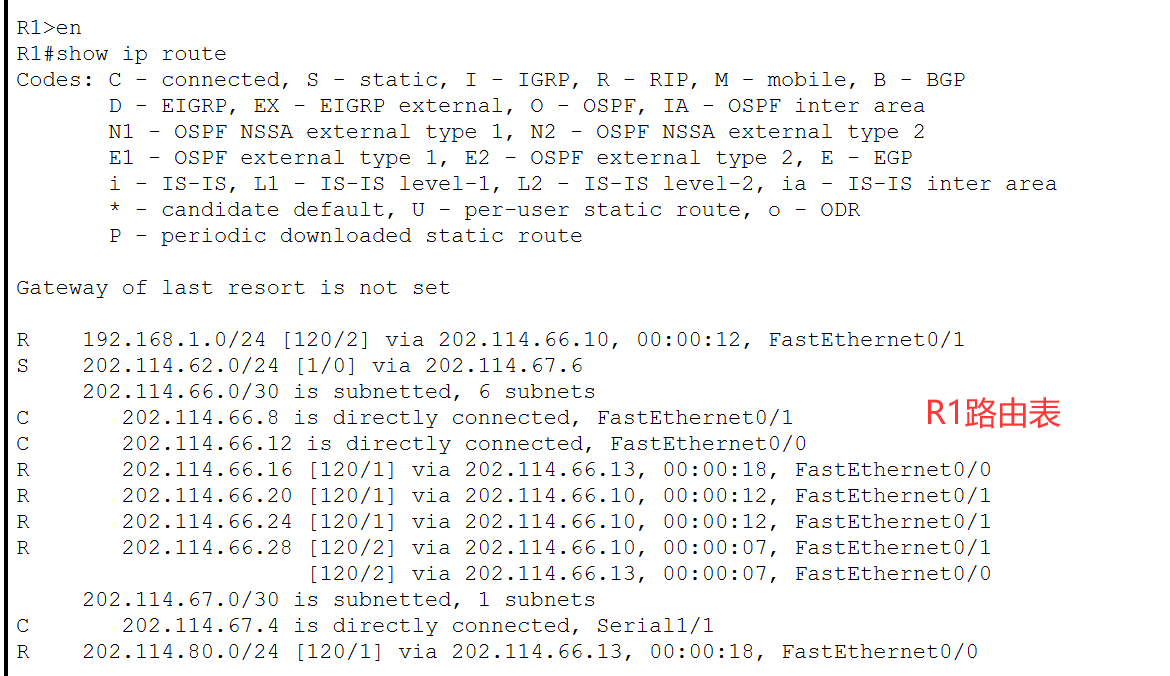 R1>en
R1#show ip route
Codes: C - connected, S - static, I - IGRP, R - RIP, M - mobile, B - BGP
       D - EIGRP, EX - EIGRP external, O - OSPF, IA - OSPF inter area
       N1 - OSPF NSSA external type 1, N2 - OSPF NSSA external type 2
       E1 - OSPF external type 1, E2 - OSPF external type 2, E - EGP
       i - IS-IS, L1 - IS-IS level-1, L2 - IS-IS level-2, ia - IS-IS inter area
       * - candidate default, U - per-user static route, o - ODR
       P - periodic downloaded static route
Gateway of last resort is not set
R    192.168.1.0/24 [120/2] via 202.114.66.10, 00:00:12, FastEthernet0/1
S    202.114.62.0/24 [1/0] via 202.114.67.6
     202.114.66.0/30 is subnetted, 6 subnets
C       202.114.66.8 is directly connected, FastEthernet0/1
R1路由表
C       202.114.66.12 is directly connected, FastEthernet0/0
R       202.114.66.16 [120/1] via 202.114.66.13, 00:00:18, FastEthernet0/0
R       202.114.66.20 [120/1] via 202.114.66.10, 00:00:12, FastEthernet0/1
R       202.114.66.24 [120/1] via 202.114.66.10, 00:00:12, FastEthernet0/1
R       202.114.66.28 [120/2] via 202.114.66.10, 00:00:07, FastEthernet0/1
                      [120/2] via 202.114.66.13, 00:00:07, FastEthernet0/0
     202.114.67.0/30 is subnetted, 1 subnets
C       202.114.67.4 is directly connected, Serial1/1
R    202.114.80.0/24 [120/1] via 202.114.66.13, 00:00:18, FastEthernet0/0